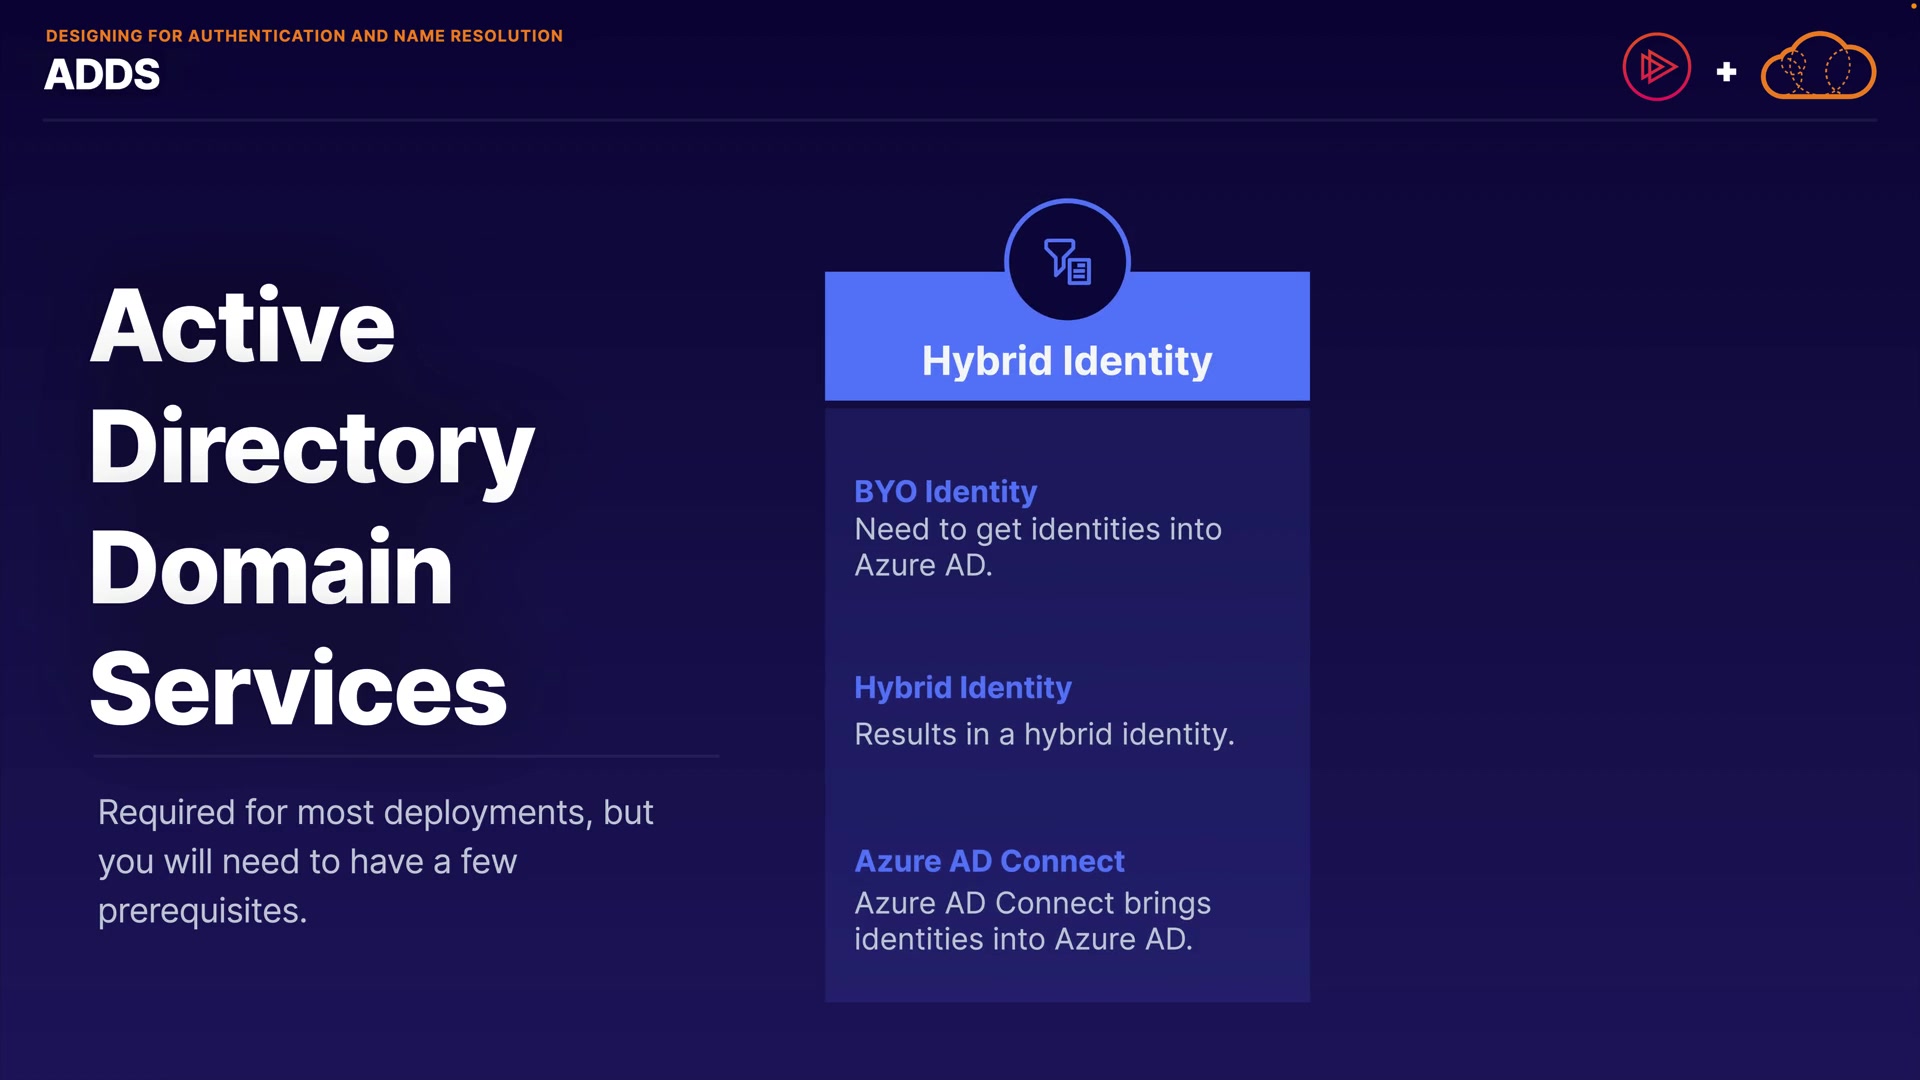 DESIGNING FOR AUTHENTICATION AND NAME RESOLUTION
ADDS
Active
Directory
Domain
Services
Required for most deployments, but
you will need to have a few
prerequisites.
Hybrid Identity
BYO Identity
Need to get identities into
Azure AD.
Hybrid Identity
Results in a hybrid identity.
Azure AD Connect
Azure AD Connect brings
identities into Azure AD.